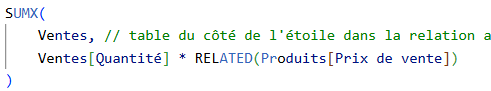 SUMX(
Ventes, // table du côté de l'étoile dans la relation a
Ventes[Quantité] * RELATED(Produits[Prix de vente])
)